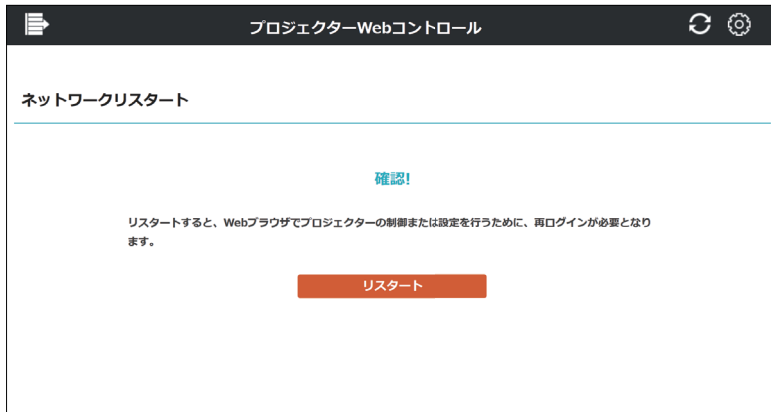 プロジェクターWebコントロール
ネットワークリスタート
確認!
リスタートすると、Webブラウザでプロジェクターの制御または設定を行うために、再ログインが必要となり
ます。
リスタート